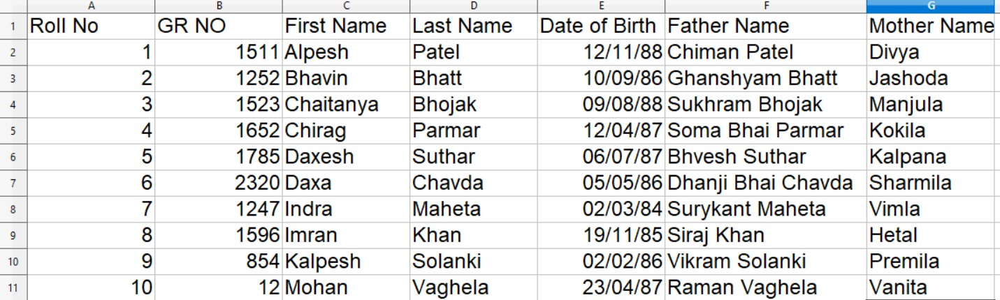 A B C D E F G
1 Roll No GR NO First Name Last Name Date of Birth Father Name Mother Name
2 1 1511 Alpesh Patel 12/11/88 Chiman Patel Divya
3 2 1252 Bhavin Bhatt 10/09/86 Ghanshyam Bhatt Jashoda
4 3 1523 Chaitanya Bhojak 09/08/88 Sukhram Bhojak Manjula
5 4 1652 Chirag Parmar 12/04/87 Soma Bhai Parmar Kokila
6 5 1785 Daxesh Suthar 06/07/87 Bhvesh Suthar Kalpana
7 6 2320 Daxa Chavda 05/05/86 Dhanji Bhai Chavda Sharmila
8 7 1247 Indra Maheta 02/03/84 Surykant Maheta Vimla
9 8 1596 Imran Khan 19/11/85 Siraj Khan Hetal
10 9 854 Kalpesh Solanki 02/02/86 Vikram Solanki Premila
11 10 12 Mohan Vaghela 23/04/87 Raman Vaghela Vanita